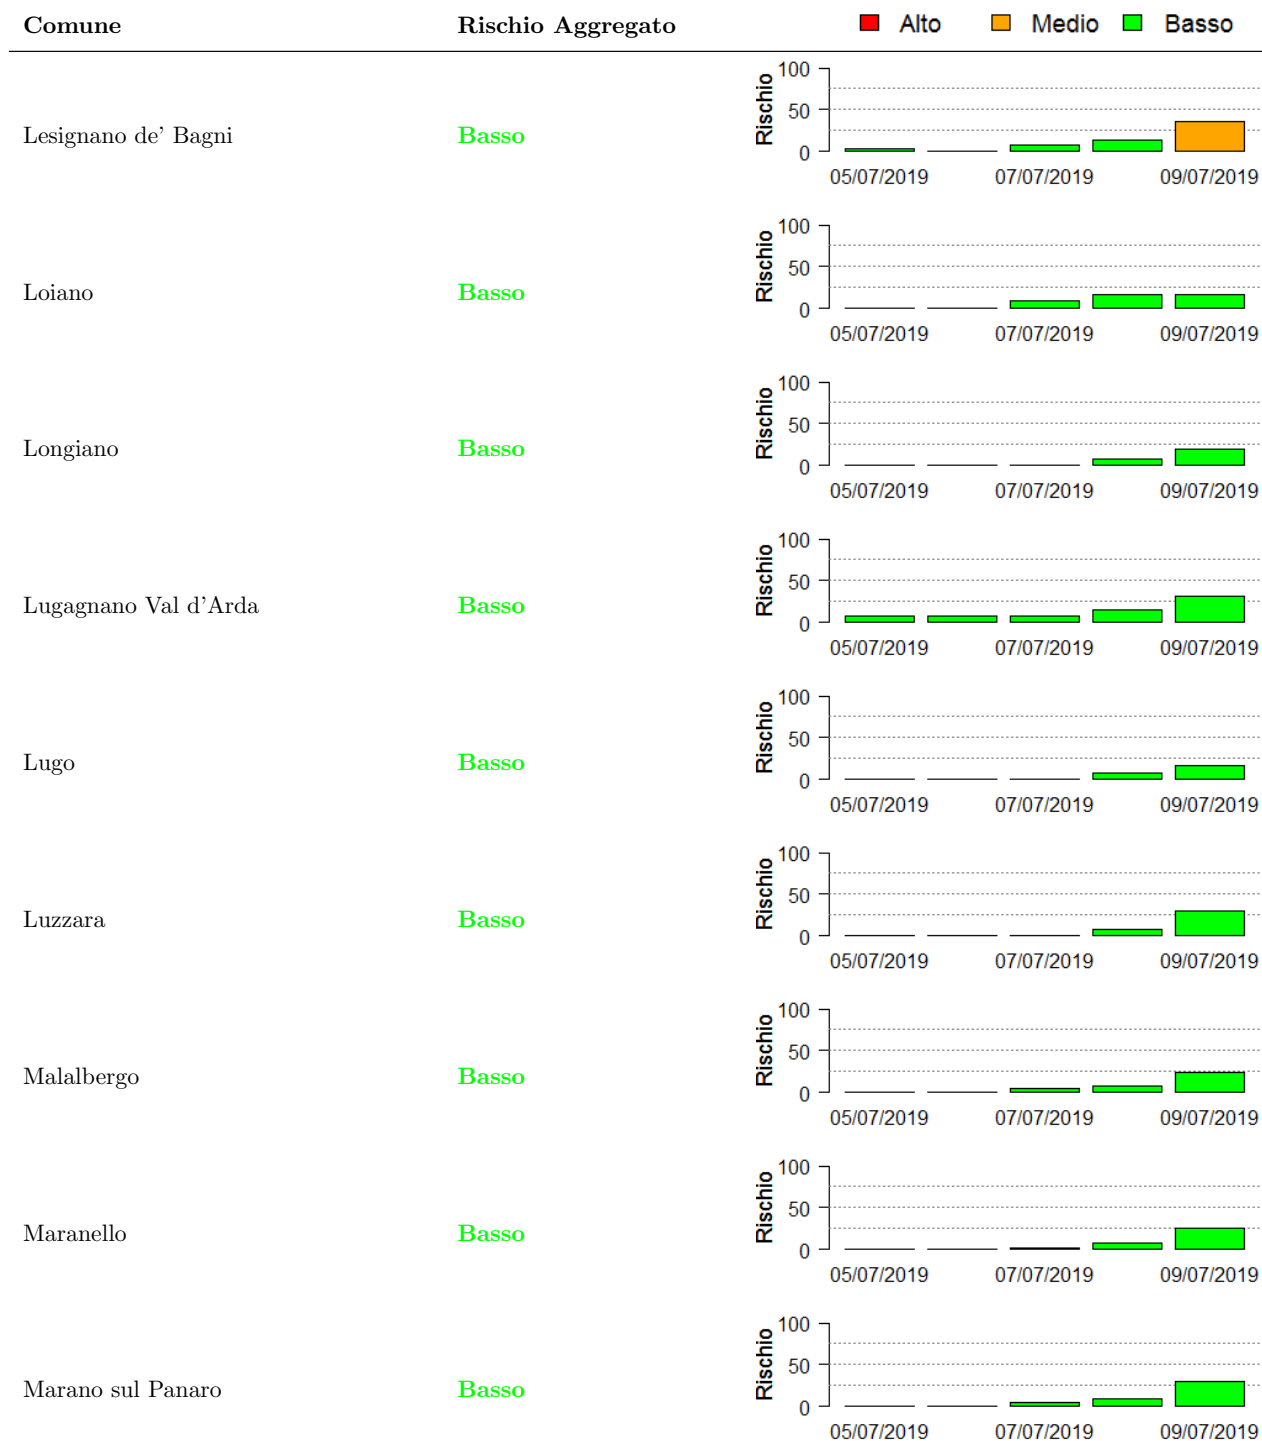 Comune Rischio Aggregato Alto Medio Basso
Lesignano de' Bagni Basso
Rischio
100
50
0
05/07/2019 07/07/2019 09/07/2019
Loiano Basso
Rischio
100
50
0
05/07/2019 07/07/2019 09/07/2019
Longiano Basso
Rischio
100
50
0
05/07/2019 07/07/2019 09/07/2019
Lugagnano Val d'Arda Basso
Rischio
100
50
0
05/07/2019 07/07/2019 09/07/2019
Lugo Basso
Rischio
100
50
0
05/07/2019 07/07/2019 09/07/2019
Luzzara Basso
Rischio
100
50
0
05/07/2019 07/07/2019 09/07/2019
Malalbergo Basso
Rischio
100
50
0
05/07/2019 07/07/2019 09/07/2019
Maranello Basso
Rischio
100
50
0
05/07/2019 07/07/2019 09/07/2019
Marano sul Panaro Basso
Rischio
100
50
0
05/07/2019 07/07/2019 09/07/2019